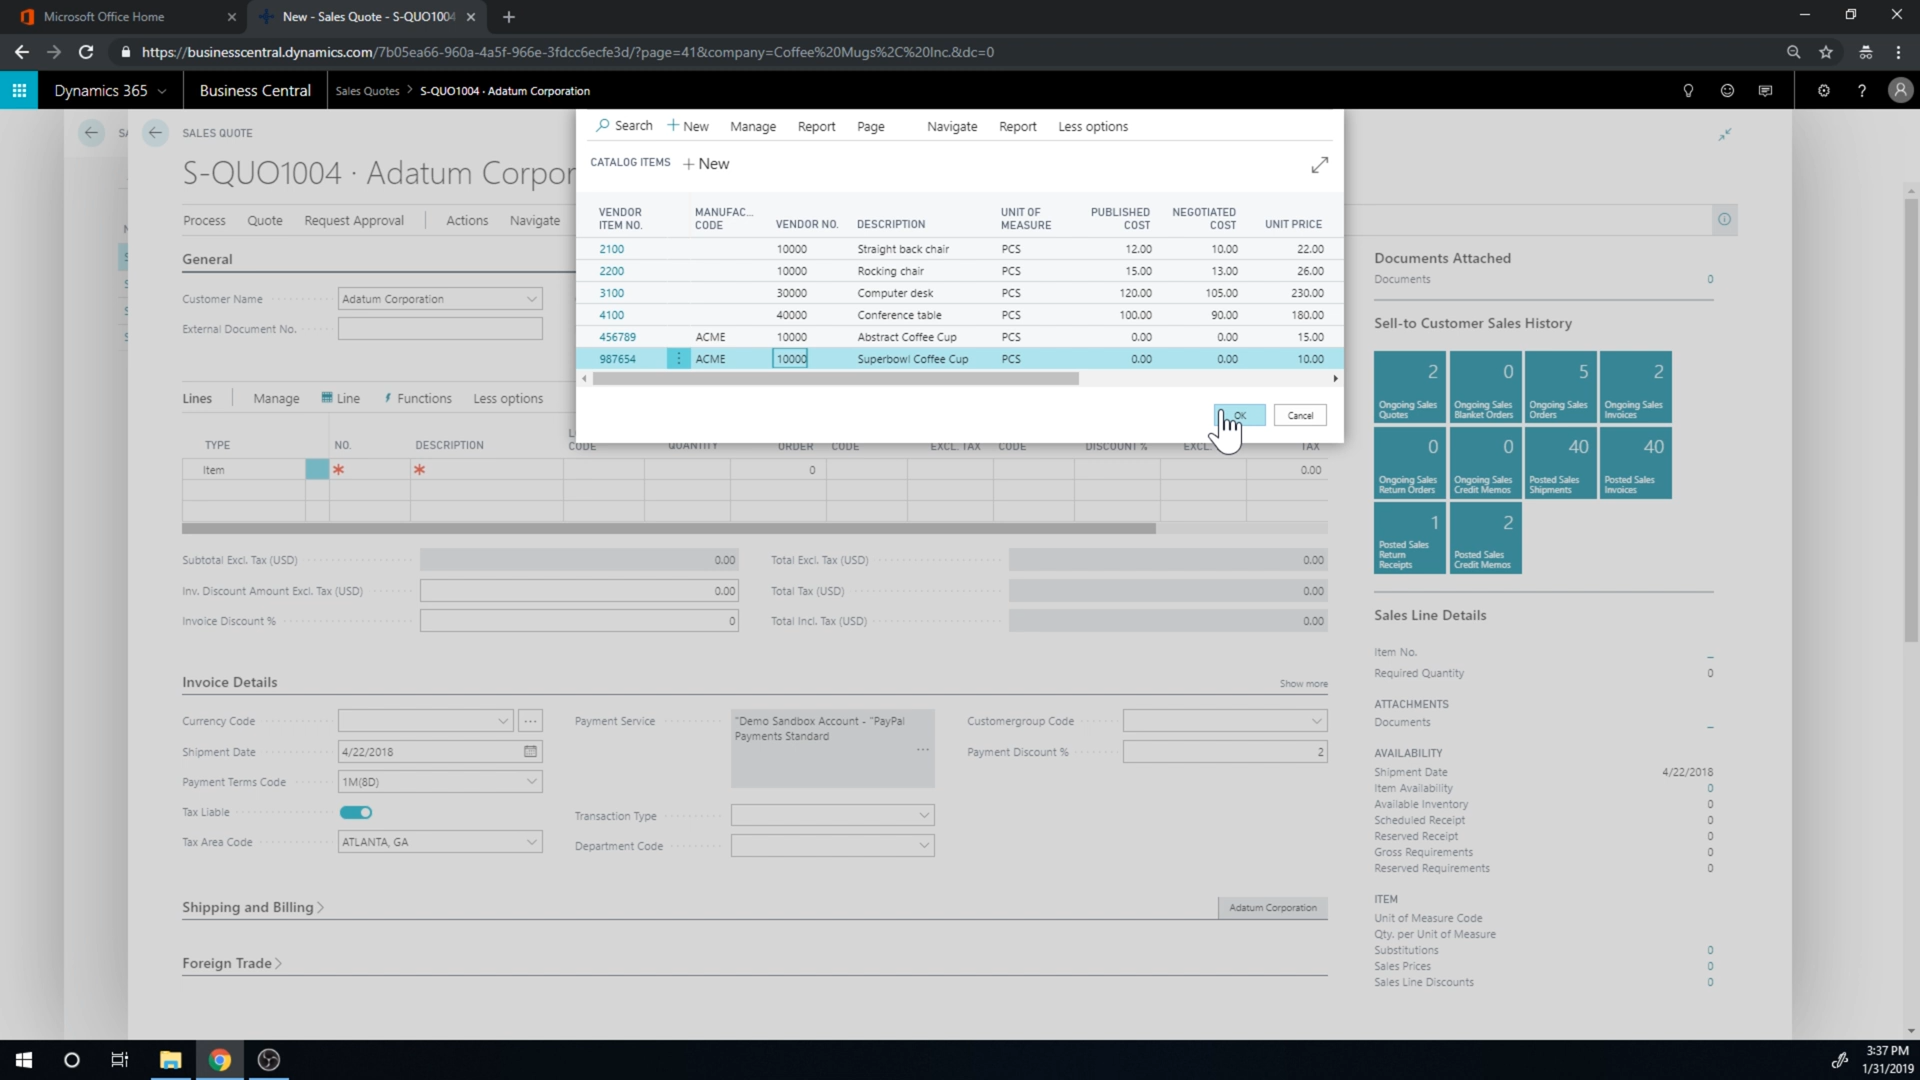 Microsoft Office Home
New - Sales Quote - S-QUO1004
https://businesscentral.dynamics.com/7b05ea66-960a-4a5f-966e-3fdcc6ecfe3d/?page=41&company=Coffee%20Mugs%2C%20Inc.&dc=0
Dynamics 365
Business Central
Sales Quotes > S-QUO1004 · Adatum Corporation
SALES QUOTE
S-QUO1004 · Adatum Corpor
Process Quote Request Approval Actions Navigate
General
Customer Name
Adatum Corporation
External Document No.
Search + New Manage Report Page Navigate Report Less options
CATALOG ITEMS + New
VENDOR ITEM NO. MANUFAC... CODE VENDOR NO. DESCRIPTION UNIT OF MEASURE PUBLISHED COST NEGOTIATED COST UNIT PRICE
2100 10000 Straight back chair PCS 12.00 10.00 22.00
2200 10000 Rocking chair PCS 15.00 13.00 26.00
3100 30000 Computer desk PCS 120.00 105.00 230.00
4100 40000 Conference table PCS 100.00 90.00 180.00
456789 ACME 10000 Abstract Coffee Cup PCS 0.00 0.00 15.00
987654 ACME 10000 Superbowl Coffee Cup PCS 0.00 0.00 10.00
OK Cancel
Lines Manage Line Functions Less options
TYPE NO. DESCRIPTION CODE QUANTITY ORDER CODE EXCL. TAX CODE DISCOUNT % EXCL. TAX
Item * * 0 0.00
Subtotal Excl. Tax (USD) 0.00 Total Excl. Tax (USD) 0.00
Inv. Discount Amount Excl. Tax (USD) 0.00 Total Tax (USD) 0.00
Invoice Discount % 0 Total Incl. Tax (USD) 0.00
Invoice Details
Show more
Currency Code
Shipment Date 4/22/2018
Payment Terms Code 1M(8D)
Tax Liable
Tax Area Code ATLANTA, GA
Payment Service "Demo Sandbox Account - "PayPal
Payments Standard
...
Transaction Type
Department Code
Customergroup Code
Payment Discount % 2
Shipping and Billing >
Adatum Corporation
Foreign Trade >
Documents Attached
Documents 0
Sell-to Customer Sales History
2 Ongoing Sales Quotes
0 Ongoing Sales Blanket Orders
5 Ongoing Sales Orders
2 Ongoing Sales Invoices
0 Ongoing Sales Return Orders
0 Ongoing Sales Credit Memos
40 Posted Sales Shipments
40 Posted Sales Invoices
1 Posted Sales Return Receipts
2 Posted Sales Credit Memos
Sales Line Details
Item No. _
Required Quantity 0
ATTACHMENTS
Documents _
AVAILABILITY
Shipment Date 4/22/2018
Item Availability 0
Available Inventory 0
Scheduled Receipt 0
Reserved Receipt 0
Gross Requirements 0
Reserved Requirements 0
ITEM
Unit of Measure Code
Qty. per Unit of Measure
Substitutions 0
Sales Prices 0
Sales Line Discounts 0
3:37 PM
1/31/2019